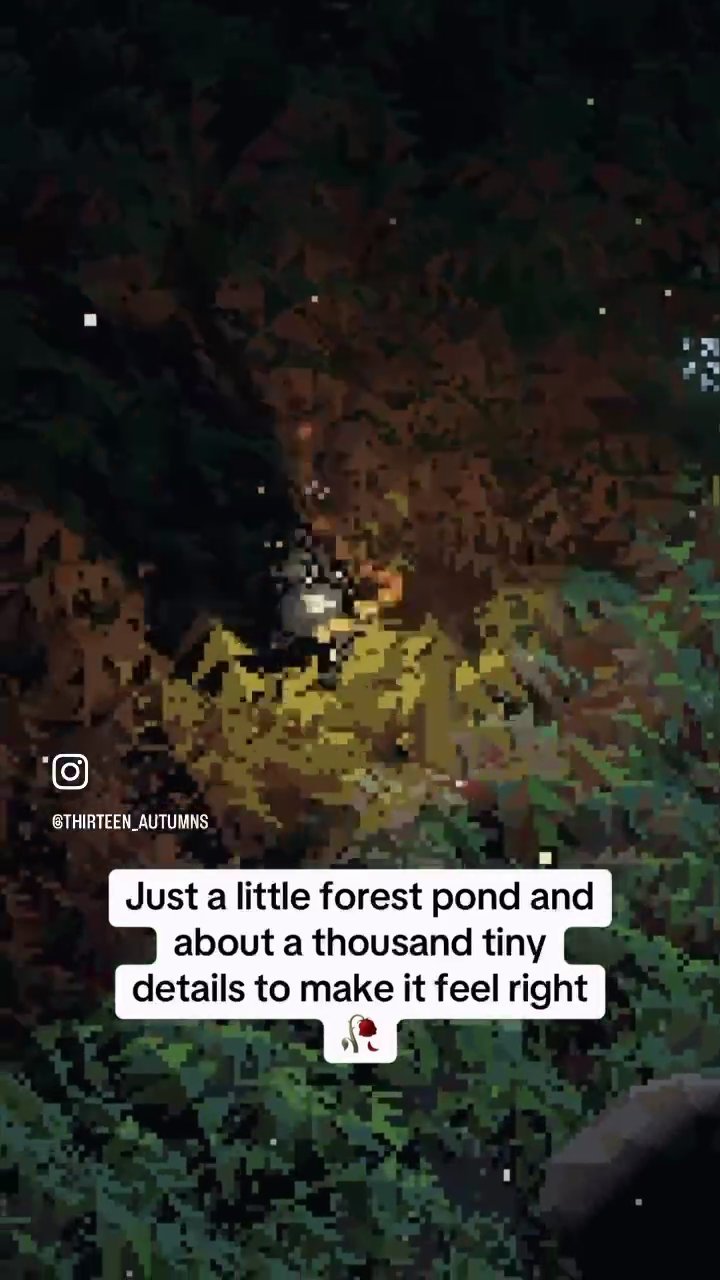 @THIRTEEN_AUTUMNS
Just a little forest pond and
about a thousand tiny
details to make it feel right
🥀